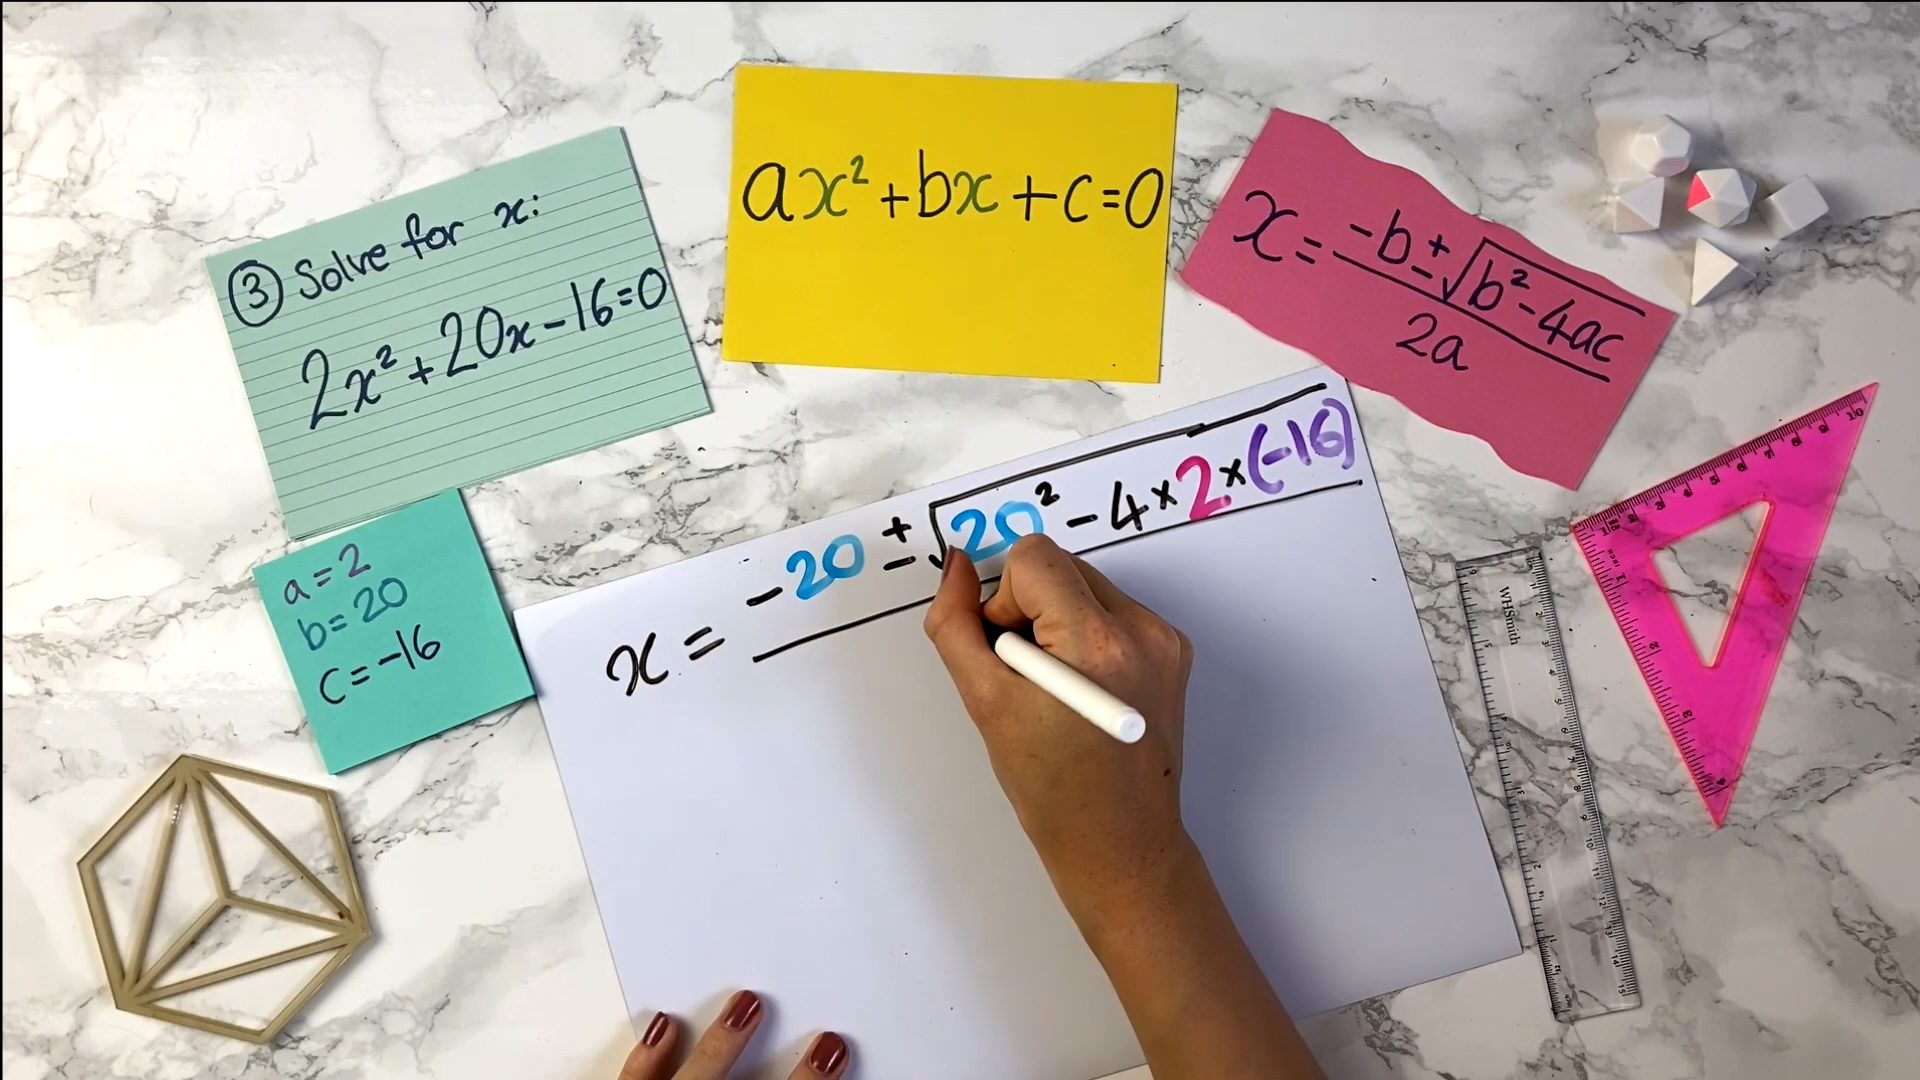 ③ Solve for x:
2x² + 20x - 16 = 0
ax² + bx + c = 0
x = -b ± √b² - 4ac
2a
a = 2
b = 20
c = -16
x = -20 ± √20² - 4 × 2 × (-16)
WHSmith